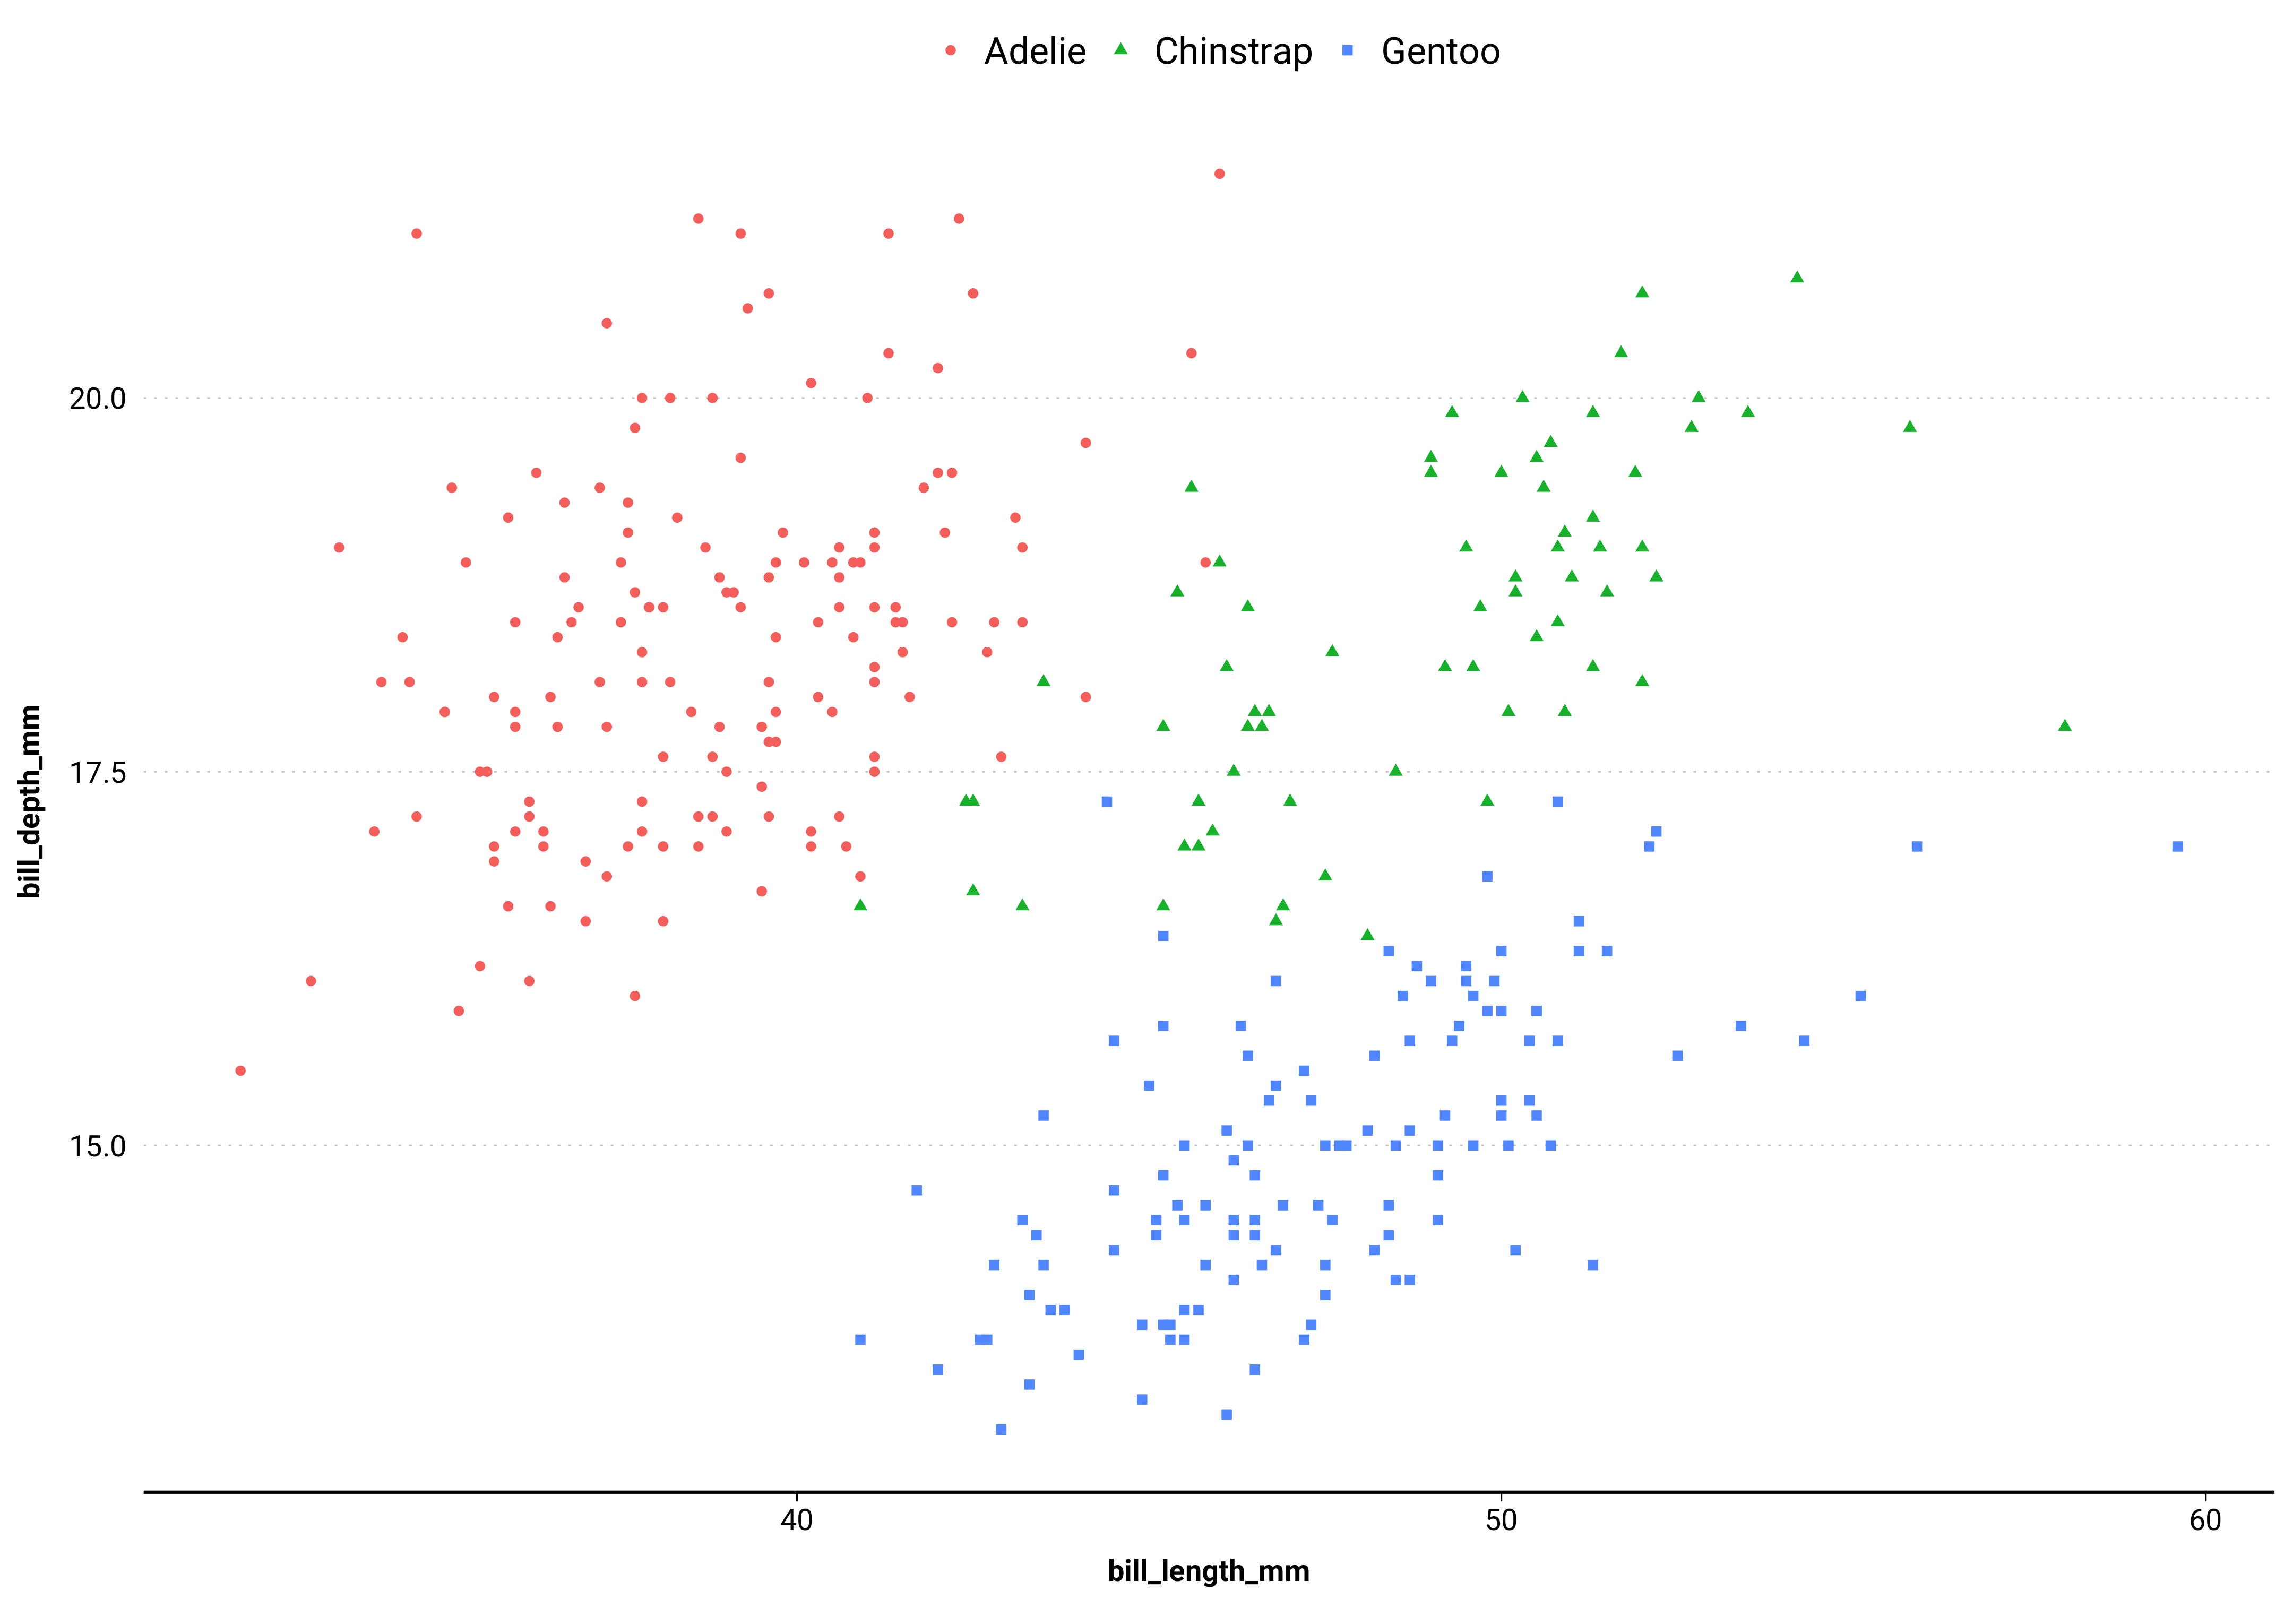 Adelie Chinstrap Gentoo
20.0
17.5
15.0
bill_depth_mm
40 50 60
bill_length_mm